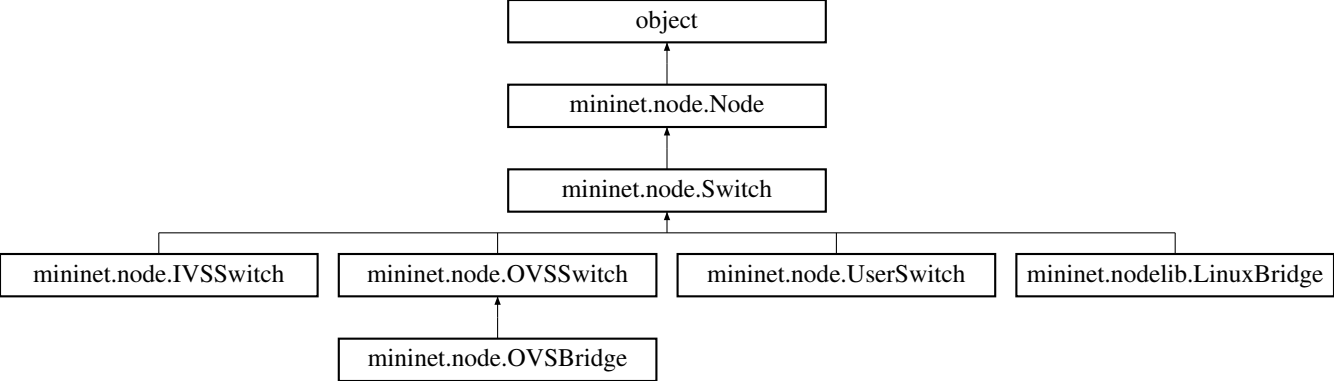 object
mininet.node.Node
mininet.node.Switch
mininet.node.IVSSwitch
mininet.node.OVSSwitch
mininet.node.UserSwitch
mininet.nodelib.LinuxBridge
mininet.node.OVSBridge